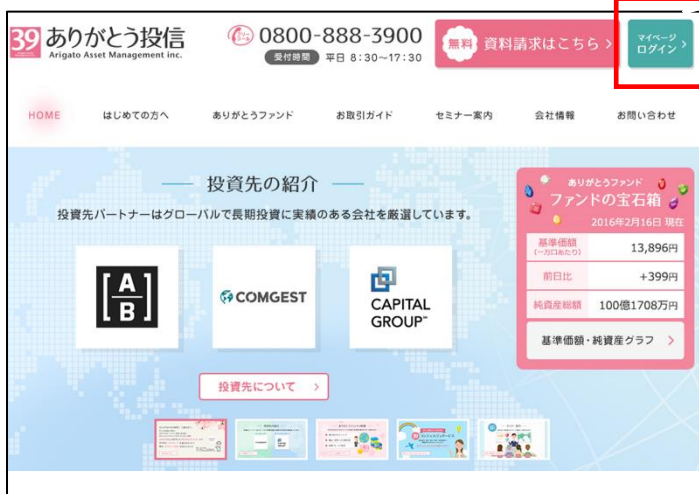 39 ありがとう投信
Arigato Asset Management inc.
0800-888-3900
受付時間 平日 8:30~17:30
無料 資料請求はこちら >
マイページ
ログイン >
HOME はじめての方へ ありがとうファンド お取引ガイド セミナー案内 会社情報 お問い合わせ
投資先の紹介
投資先パートナーはグローバルで長期投資に実績のある会社を厳選しています。
[A/B]
COMGEST
CAPITAL
GROUP℠
投資先について >
ありがとうファンド
ファンドの宝石箱
2016年2月16日 現在
基準価額
(一万口あたり)
13,896円
前日比 +399円
純資産総額 100億1708万円
基準価額・純資産グラフ >